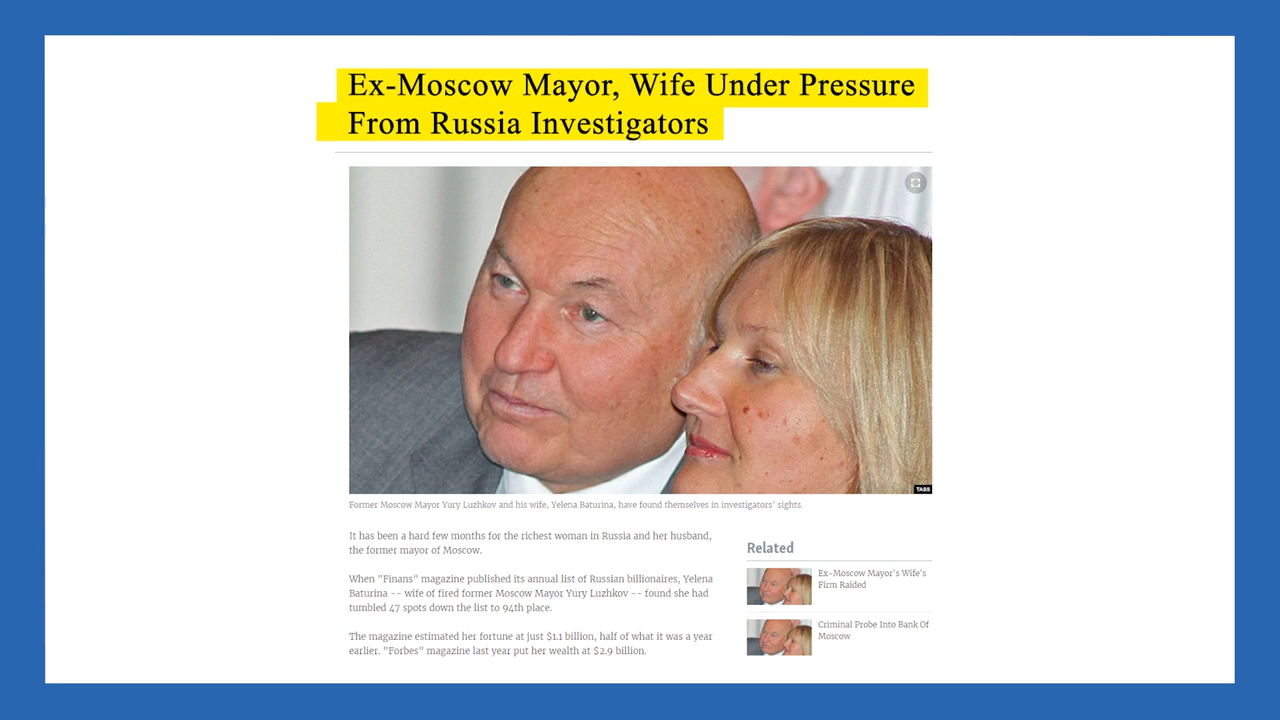 Ex-Moscow Mayor, Wife Under Pressure
From Russia Investigators
TASS
Former Moscow Mayor Yury Luzhkov and his wife, Yelena Baturina, have found themselves in investigators' sights.
It has been a hard few months for the richest woman in Russia and her husband,
the former mayor of Moscow.
When "Finans" magazine published its annual list of Russian billionaires, Yelena
Baturina -- wife of fired former Moscow Mayor Yury Luzhkov -- found she had
tumbled 47 spots down the list to 94th place.
The magazine estimated her fortune at just $1.1 billion, half of what it was a year
earlier. "Forbes" magazine last year put her wealth at $2.9 billion.
Related
Ex-Moscow Mayor's Wife's
Firm Raided
Criminal Probe Into Bank Of
Moscow